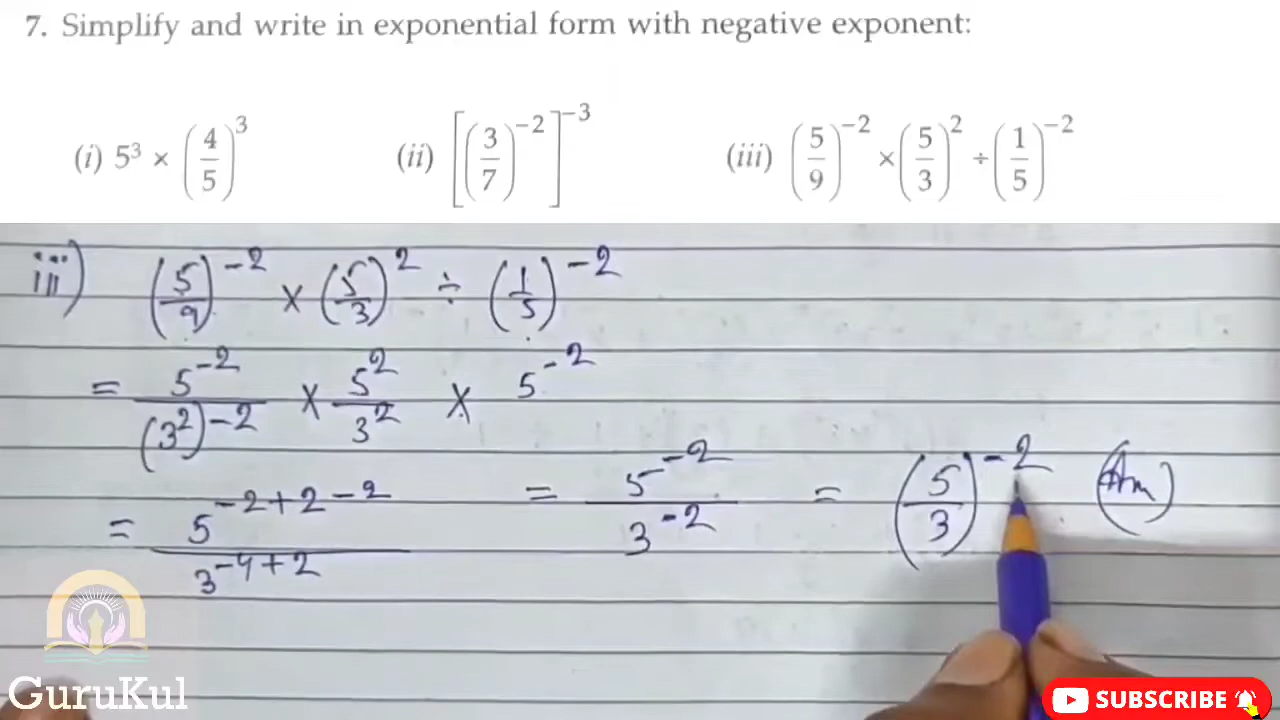 7. Simplify and write in exponential form with negative exponent:
(i) 5³ × (4/5)³ (ii) [(3/7)⁻²]⁻³ (iii) (5/9)⁻² × (5/3)² ÷ (1/5)⁻²
iii) (5/9)⁻² × (5/3)² ÷ (1/5)⁻²
= 5⁻²/(3²)⁻² × 5²/3² × 5⁻²
= 5⁻²⁺²⁻²/3⁻⁴⁺² = 5⁻²/3⁻² = (5/3)⁻² (Ans)
GuruKul
SUBSCRIBE